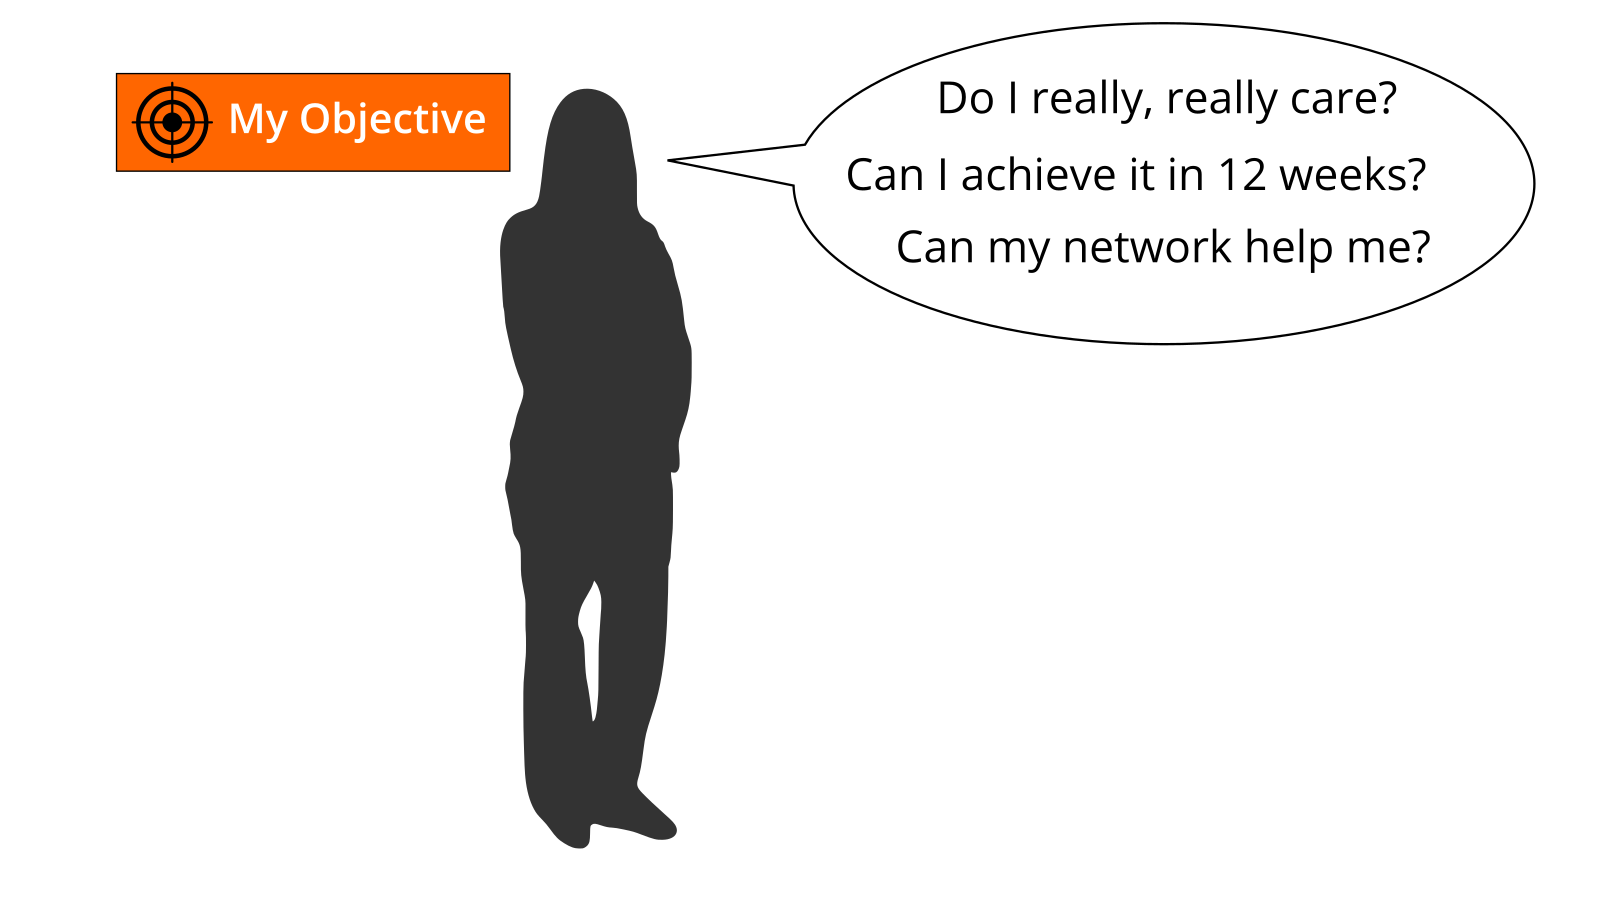 My Objective
Do I really, really care?
Can I achieve it in 12 weeks?
Can my network help me?